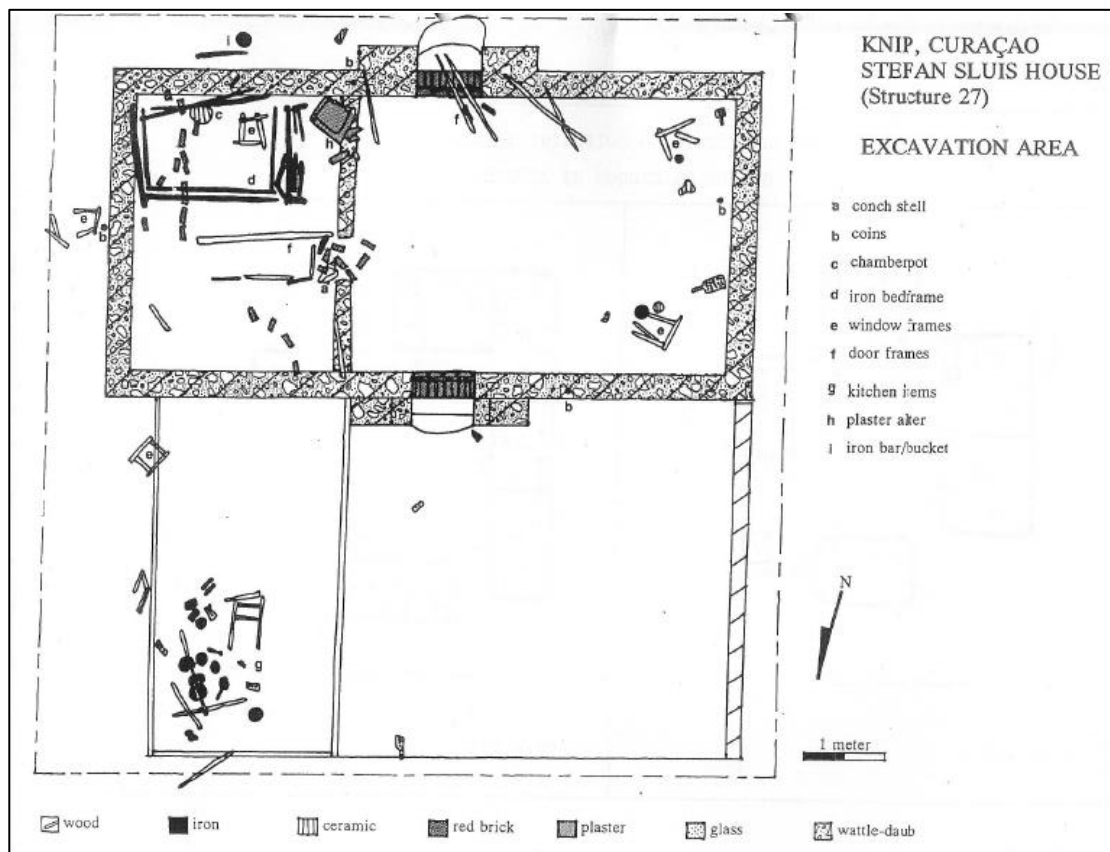 KNIP, CURAÇAO
STEFAN SLUIS HOUSE
(Structure 27)
EXCAVATION AREA
a conch shell
b coins
c chamberpot
d iron bedframe
e window frames
f door frames
g kitchen items
h plaster alter
i iron bar/bucket
i
b
c
e
f
h
e
d
e
b
b
f
a
e
b
e
g
N
1 meter
wood
iron
ceramic
red brick
plaster
glass
wattle-daub